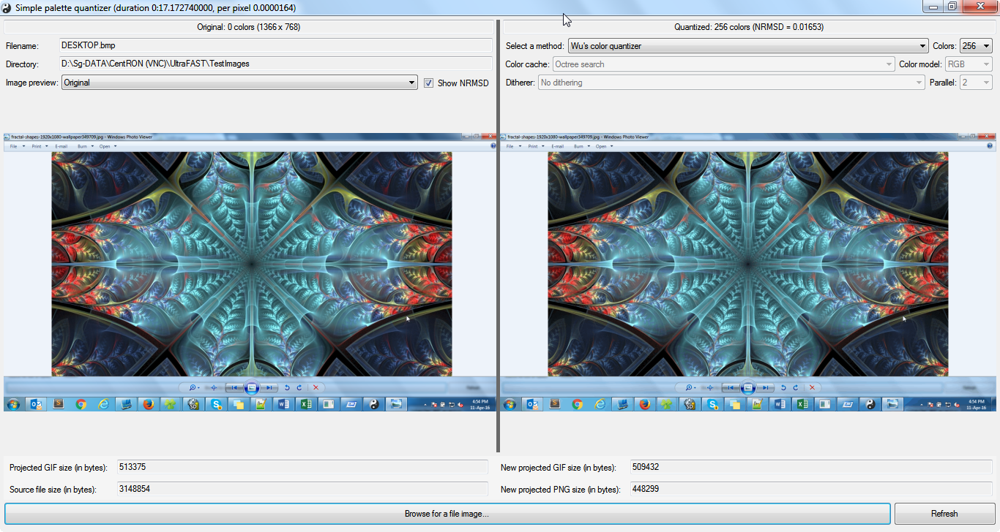 Simple palette quantizer (duration 0:17.172740000, per pixel 0.0000164)
Original: 0 colors (1366 x 768)
Quantized: 256 colors (NRMSD = 0.01653)
Filename: DESKTOP.bmp
Select a method: Wu's color quantizer Colors: 256
Directory: D:\Sg-DATA\CentRON (VNC)\UltraFAST\TestImages
Color cache: Octree search Color model: RGB
Image preview: Original Show NRMSD
Ditherer: No dithering Parallel: 2
fractal-shapes-1920x1080-wallpaper349709.jpg - Windows Photo Viewer
fractal-shapes-1920x1080-wallpaper349709.jpg - Windows Photo Viewer
File Print E-mail Burn Open
File Print E-mail Burn Open
4:54 PM
11-Apr-16
4:54 PM
11-Apr-16
Projected GIF size (in bytes): 513375
New projected GIF size (in bytes): 509432
Source file size (in bytes): 3148854
New projected PNG size (in bytes): 448299
Browse for a file image...
Refresh